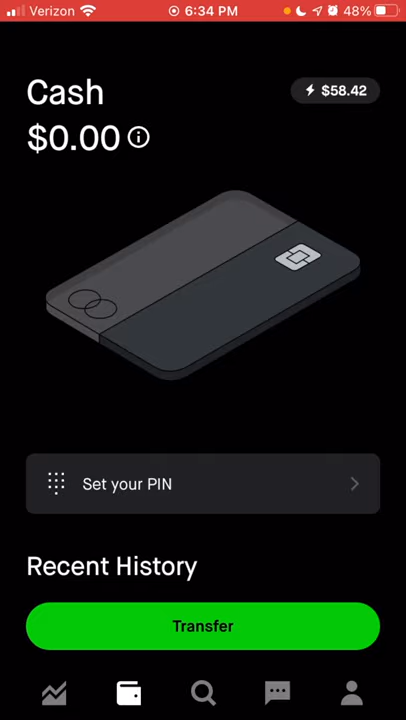 Verizon 6:34 PM 48%
Cash
$58.42
$0.00
Set your PIN
Recent History
Transfer